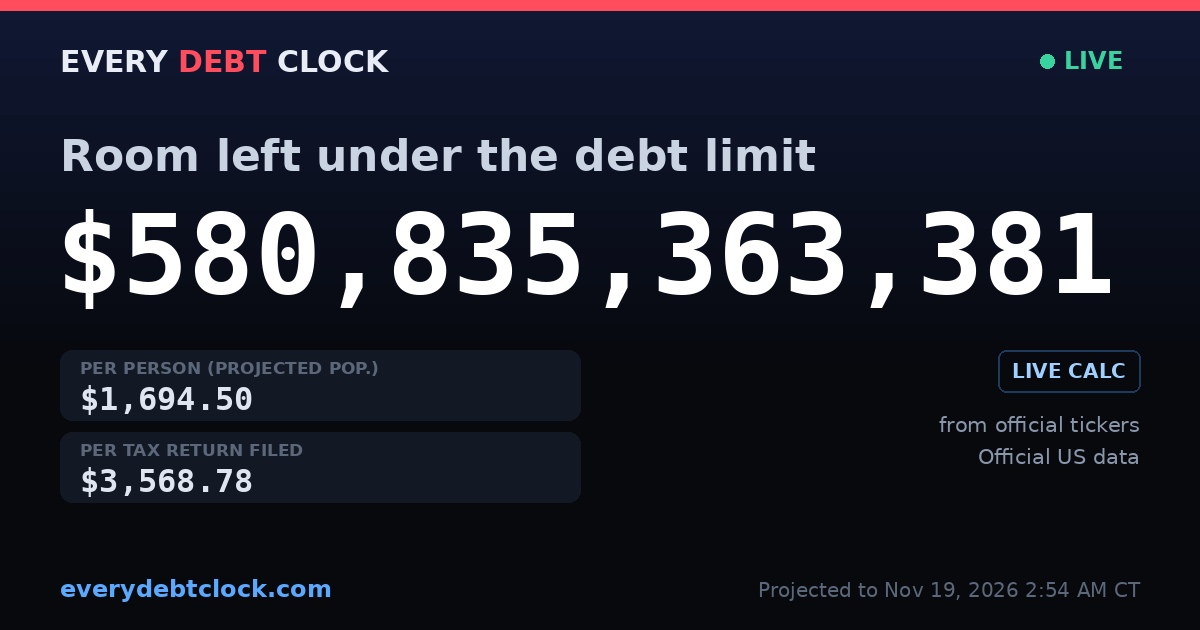 EVERY DEBT CLOCK
LIVE
Room left under the debt limit
$580,835,363,381
PER PERSON (PROJECTED POP.)
$1,694.50
PER TAX RETURN FILED
$3,568.78
LIVE CALC
from official tickers
Official US data
everydebtclock.com
Projected to Nov 19, 2026 2:54 AM CT